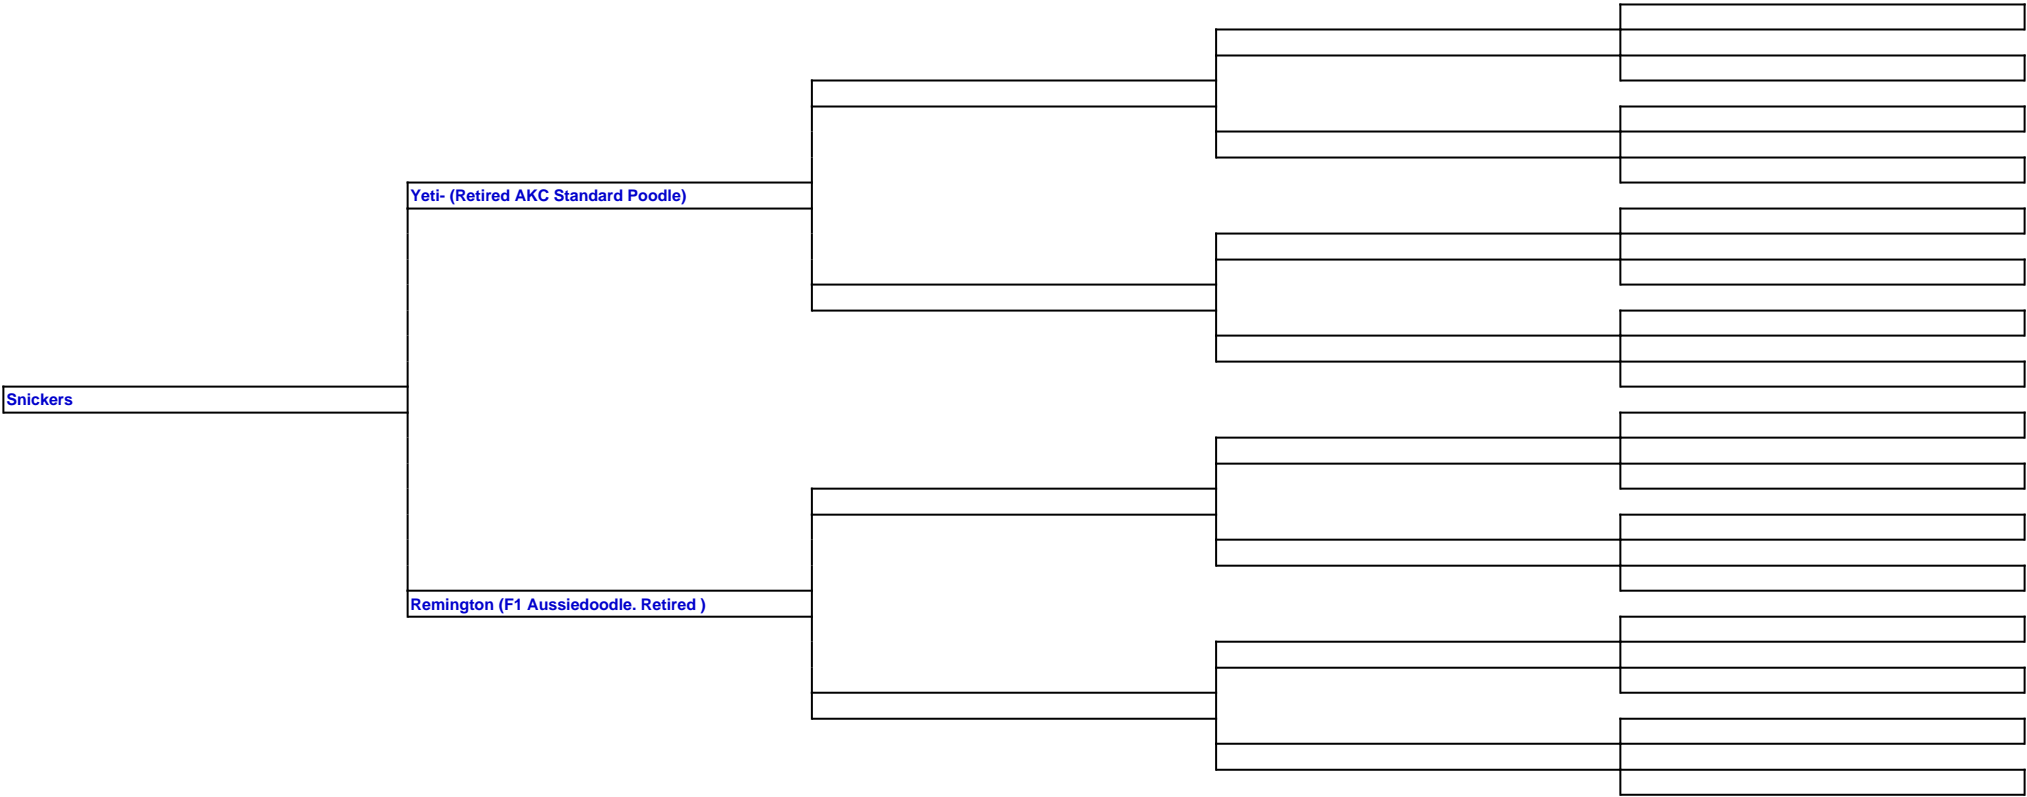 Yeti- (Retired AKC Standard Poodle)
Snickers
Remington (F1 Aussiedoodle. Retired )